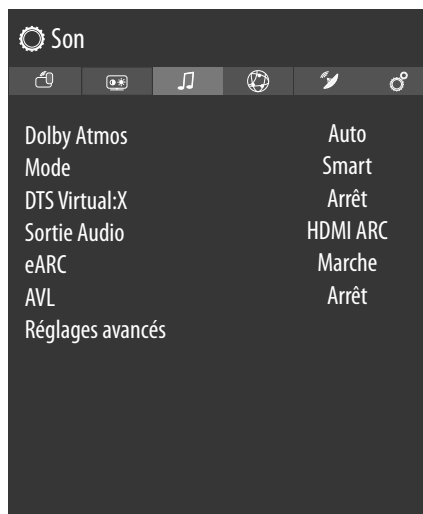 Son
Dolby Atmos Auto
Mode Smart
DTS Virtual:X Arrêt
Sortie Audio HDMI ARC
eARC Marche
AVL Arrêt
Réglages avancés